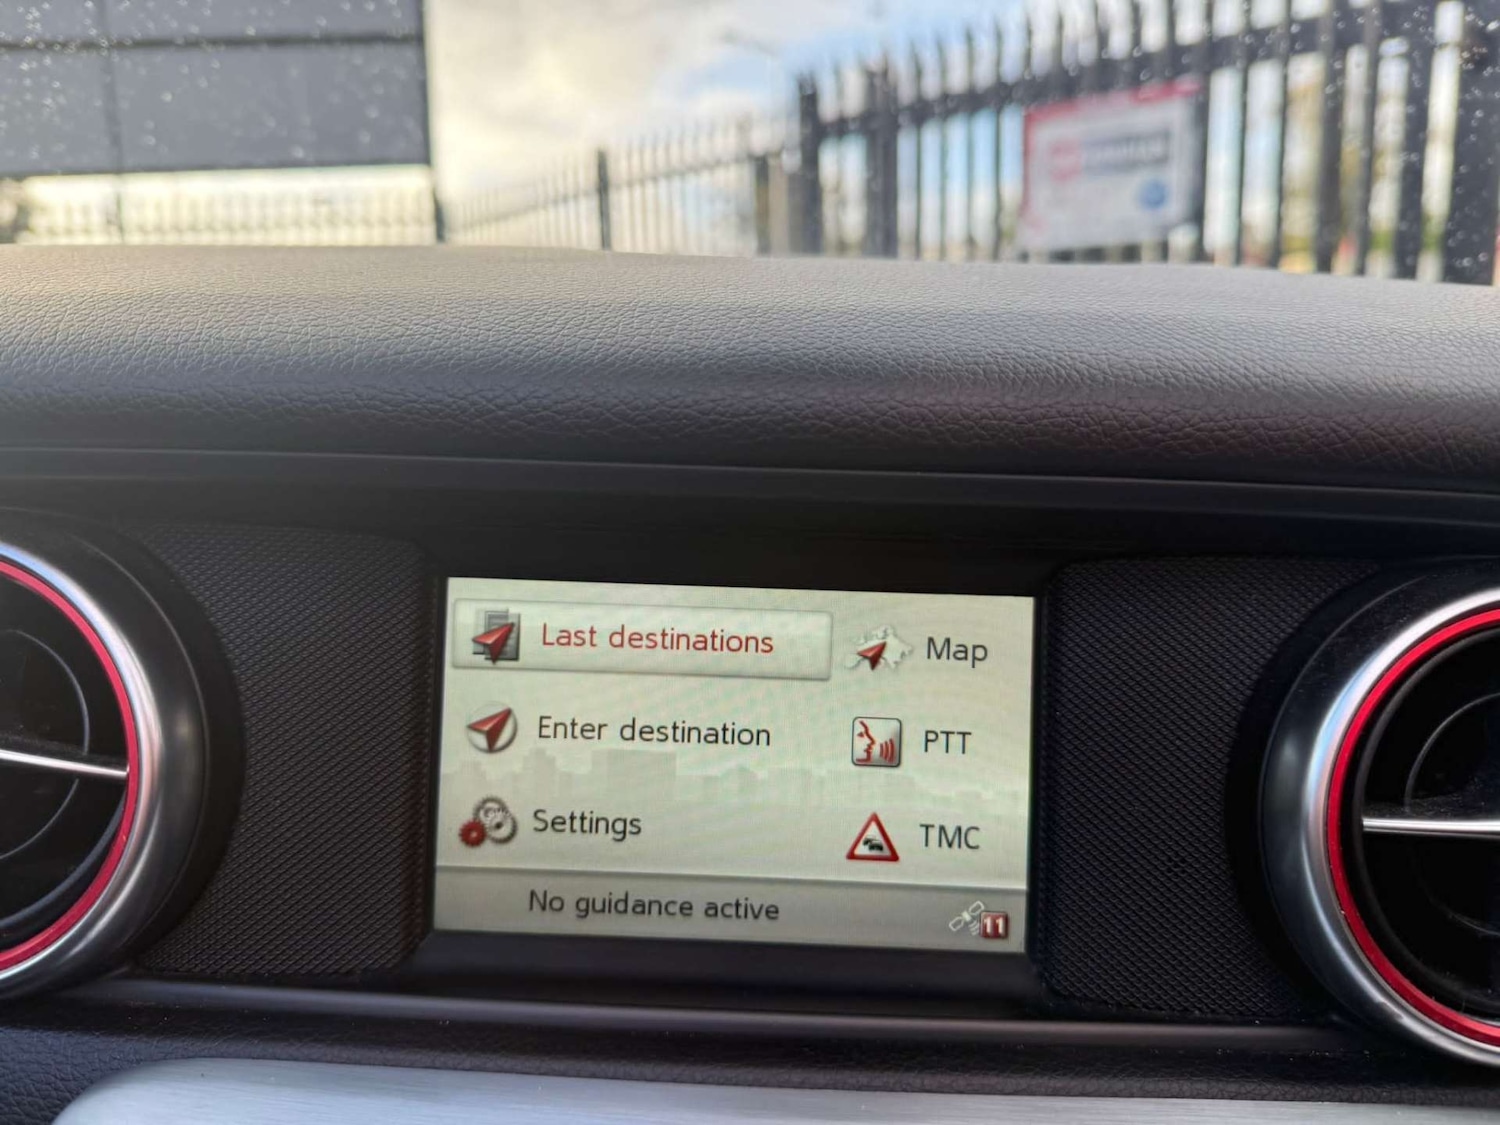 Last destinations
Map
Enter destination
PTT
Settings
TMC
No guidance active
11